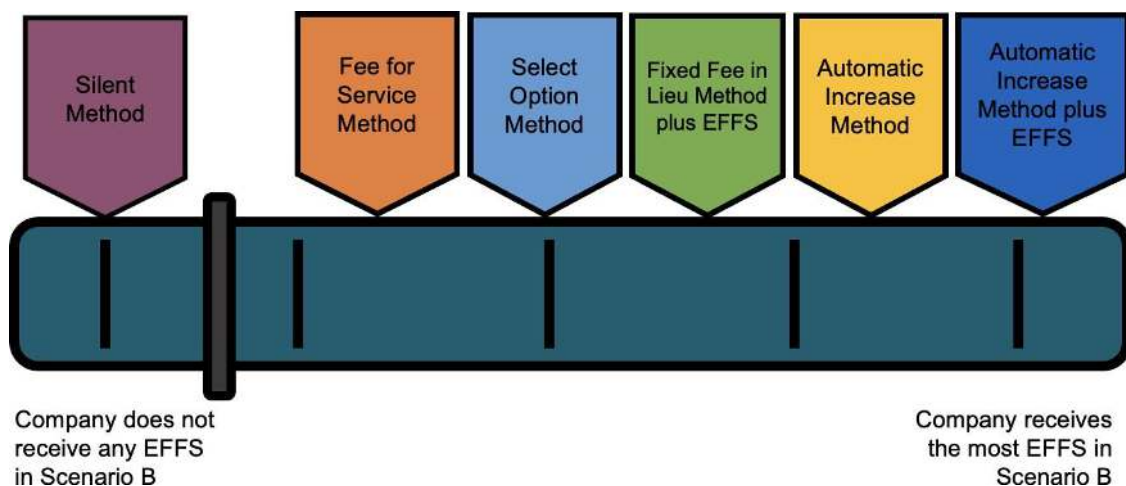 Silent
Method
Fee for
Service
Method
Select
Option
Method
Fixed Fee in
Lieu Method
plus EFFS
Automatic
Increase
Method
Automatic
Increase
Method plus
EFFS
Company does not
receive any EFFS
in Scenario B
Company receives
the most EFFS in
Scenario B